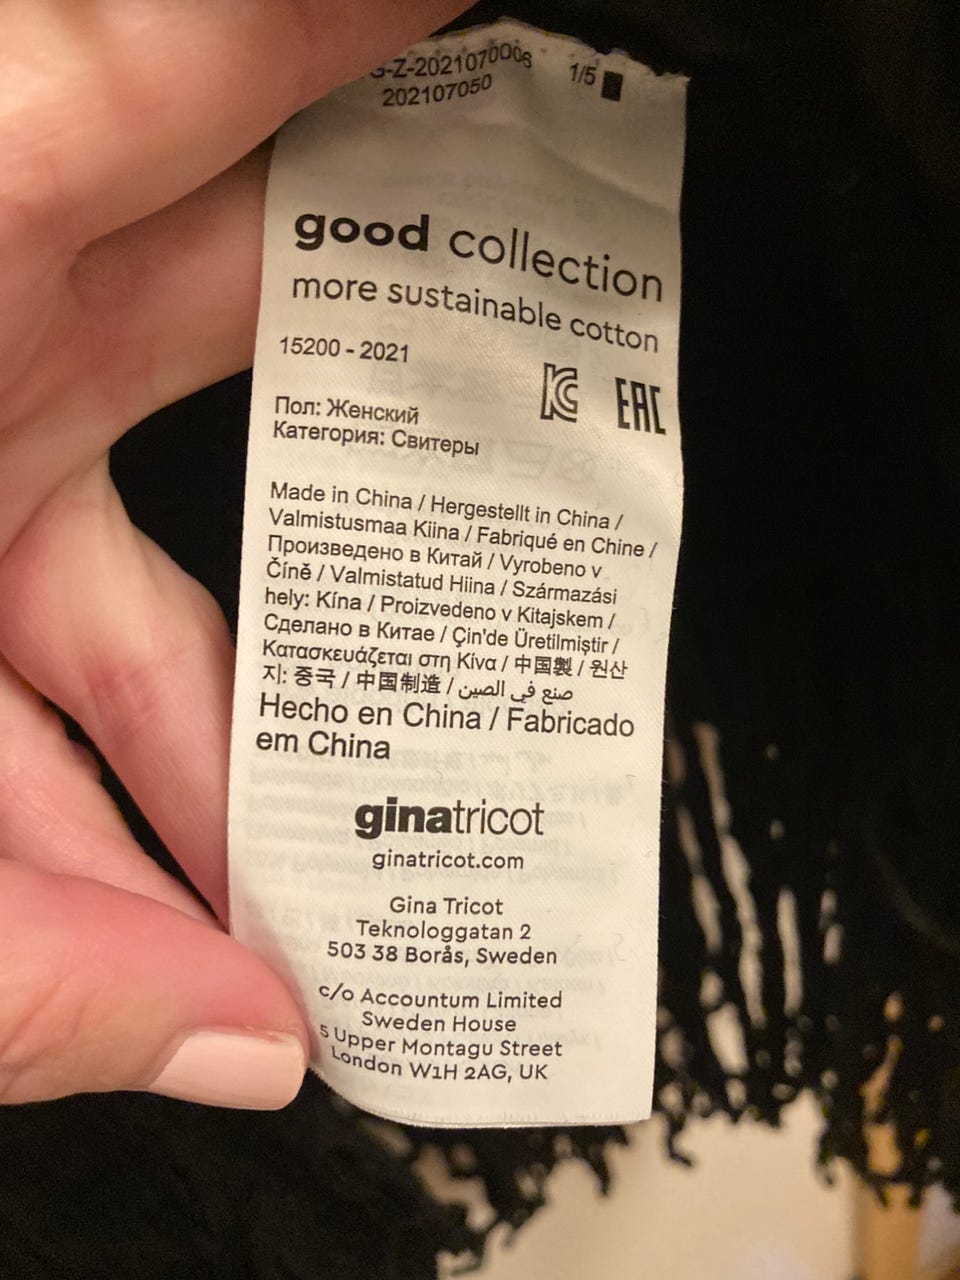 G-Z-2021070006 1/5
202107050
good collection
more sustainable cotton
15200 - 2021
EAC
Пол: Женский
Категория: Свитеры
Made in China / Hergestellt in China /
Valmistusmaa Kiina / Fabriqué en Chine /
Произведено в Китай / Vyrobeno v
Číně / Valmistatud Hiina / Származási
hely: Kína / Proizvedeno v Kitajskem /
Сделано в Китае / Çin'de Üretilmiştir /
Κατασκευάζεται στη Κίνα / 中国製 / 원산
지: 중국 / 中国制造 / صنع في الصين
Hecho en China / Fabricado
em China
ginatricot
ginatricot.com
Gina Tricot
Teknologgatan 2
503 38 Borås, Sweden
c/o Accountum Limited
Sweden House
5 Upper Montagu Street
London W1H 2AG, UK